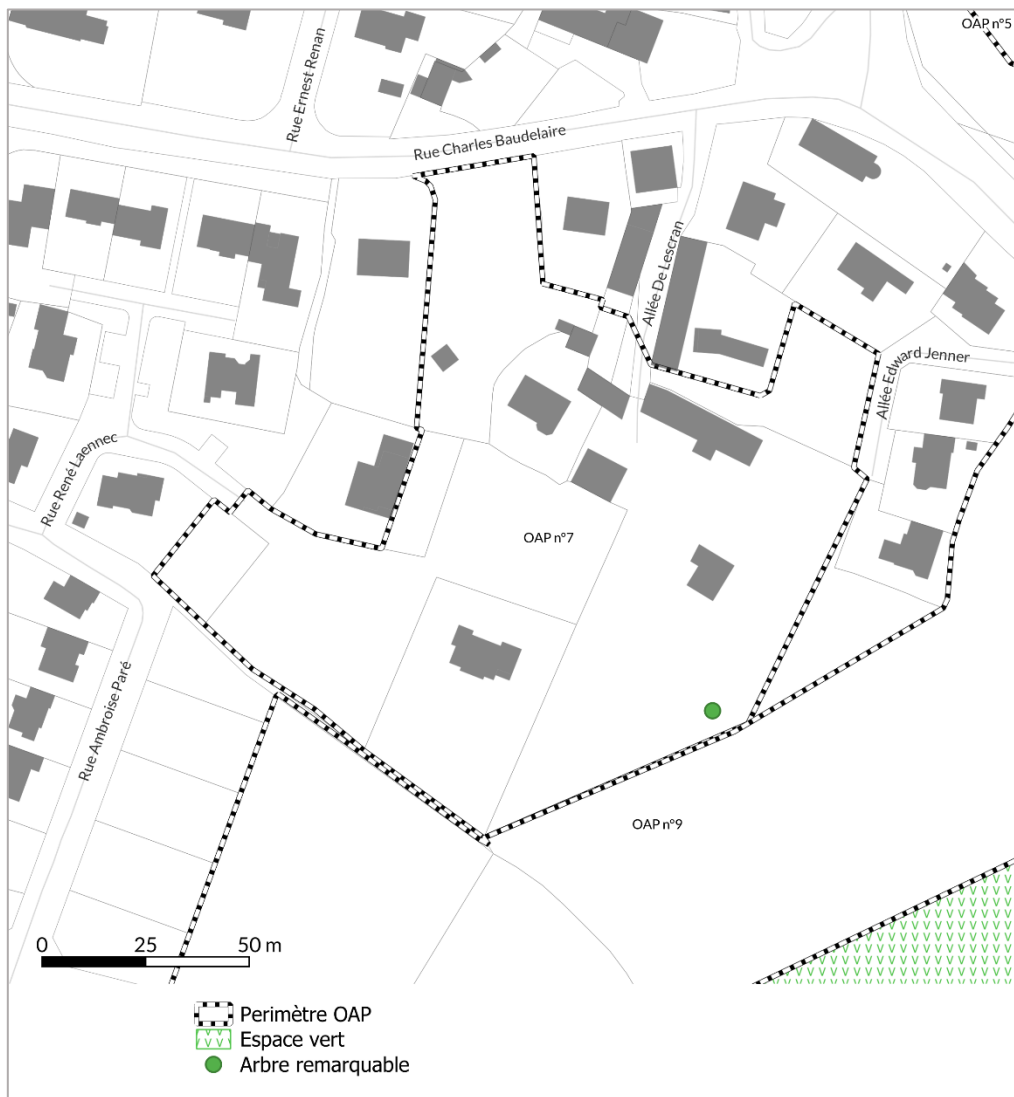 OAP n°5
Rue Ernest Renan
Rue Charles Baudelaire
Allée De Lescran
Allée Edward Jenner
Rue René Laennec
OAP n°7
Rue Ambroise Paré
OAP n°9
0 25 50 m
Perimètre OAP
Espace vert
Arbre remarquable